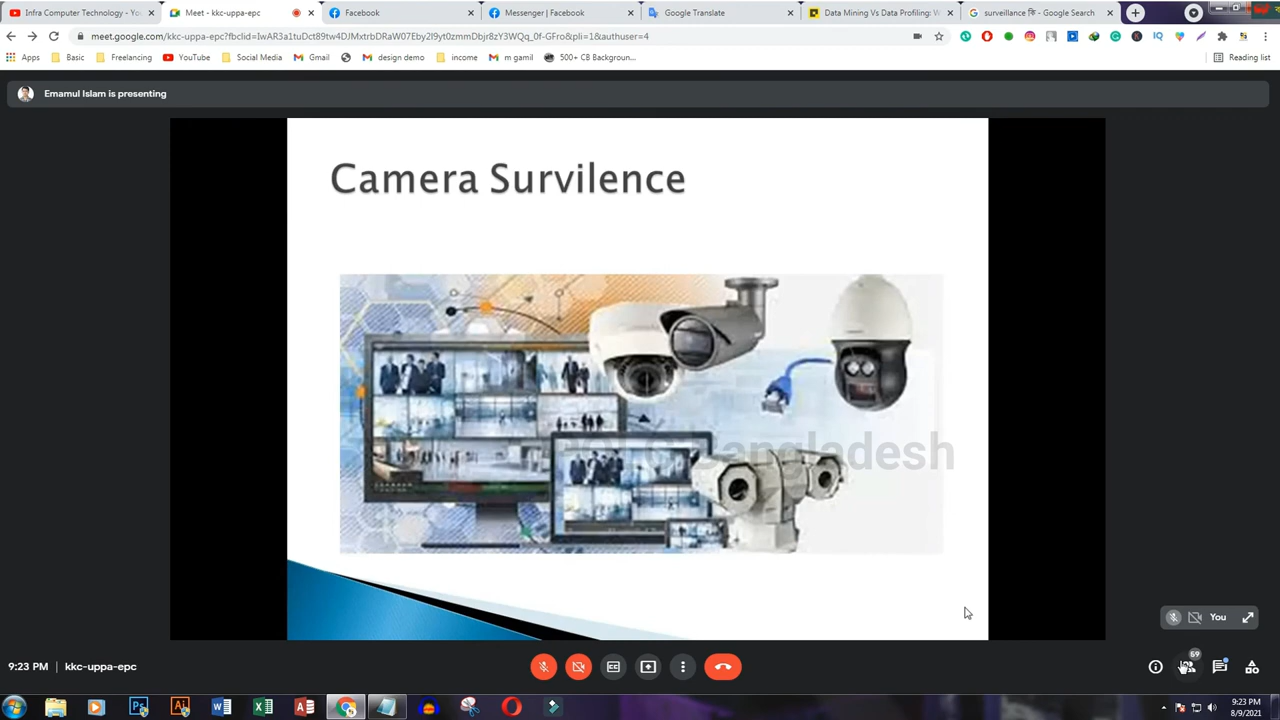 Infra Computer Technology - Yo
Meet - kkc-uppa-epc
Facebook
Messenger | Facebook
Google Translate
Data Mining Vs Data Profiling: W
surveillance কি - Google Search
meet.google.com/kkc-uppa-epc?fbclid=IwAR3a1tuDct89tw4DJMxtrbDRaW07Eby2I9yt0zmmDbjr8zY3WQq_0f-GFro&pli=1&authuser=4
Apps
Basic
Freelancing
YouTube
Social Media
Gmail
design demo
income
m gamil
500+ CB Backgroun...
Reading list
Emamul Islam is presenting
Camera Survilence
Bangladesh
You
9:23 PM | kkc-uppa-epc
59
9:23 PM
8/9/2021